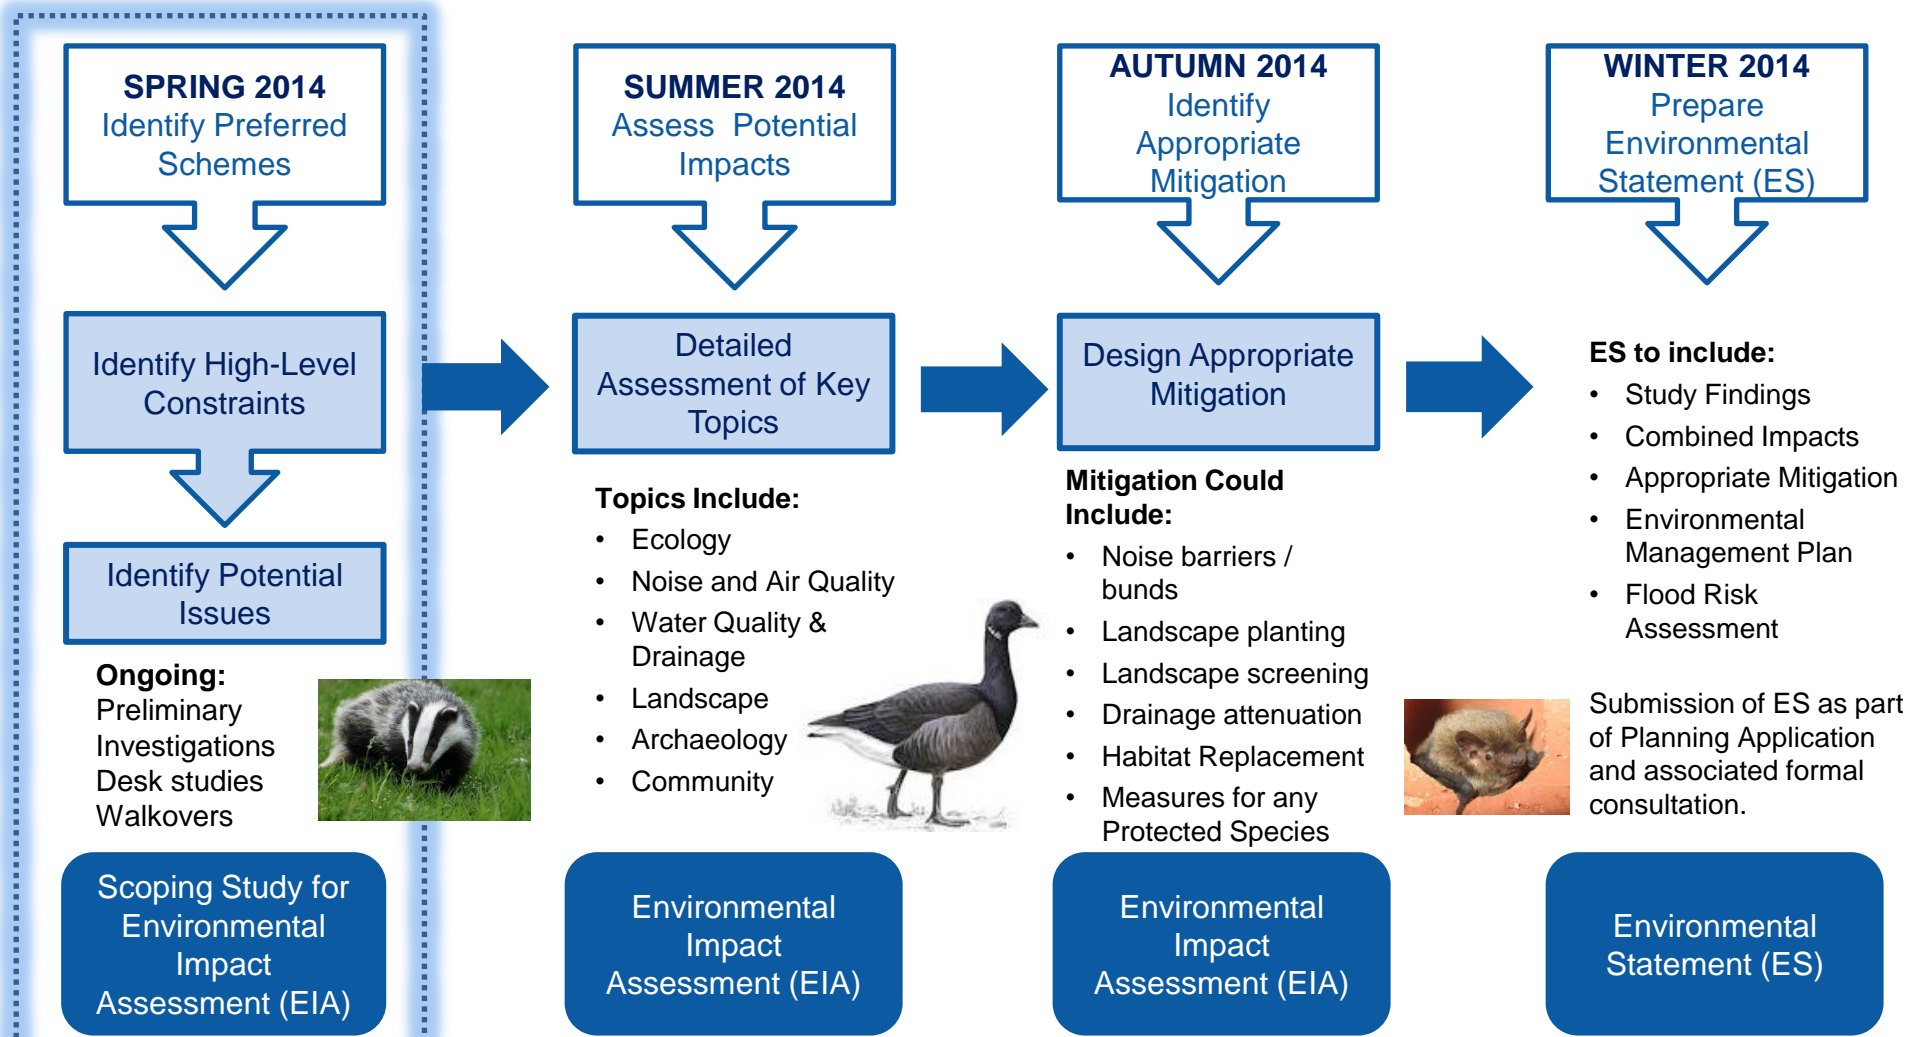 SPRING 2014
Identify Preferred
Schemes
Identify High-Level
Constraints
Identify Potential
Issues
Ongoing:
Preliminary
Investigations
Desk studies
Walkovers
Scoping Study for
Environmental
Impact
Assessment (EIA)
SUMMER 2014
Assess Potential
Impacts
Detailed
Assessment of Key
Topics
Topics Include:
• Ecology
• Noise and Air Quality
• Water Quality &
Drainage
• Landscape
• Archaeology
• Community
Environmental
Impact
Assessment (EIA)
AUTUMN 2014
Identify
Appropriate
Mitigation
Design Appropriate
Mitigation
Mitigation Could
Include:
• Noise barriers /
bunds
• Landscape planting
• Landscape screening
• Drainage attenuation
• Habitat Replacement
• Measures for any
Protected Species
Environmental
Impact
Assessment (EIA)
WINTER 2014
Prepare
Environmental
Statement (ES)
ES to include:
• Study Findings
• Combined Impacts
• Appropriate Mitigation
• Environmental
Management Plan
• Flood Risk
Assessment
Submission of ES as part
of Planning Application
and associated formal
consultation.
Environmental
Statement (ES)